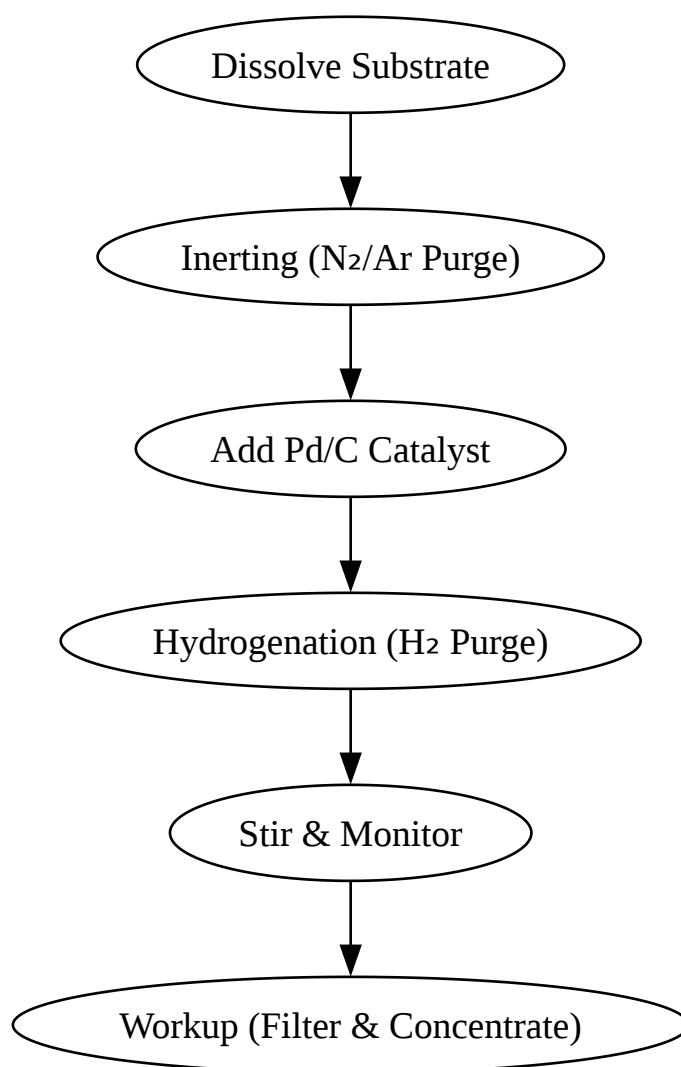 Dissolve Substrate
Inerting (N₂/Ar Purge)
Add Pd/C Catalyst
Hydrogenation (H₂ Purge)
Stir & Monitor
Workup (Filter & Concentrate)